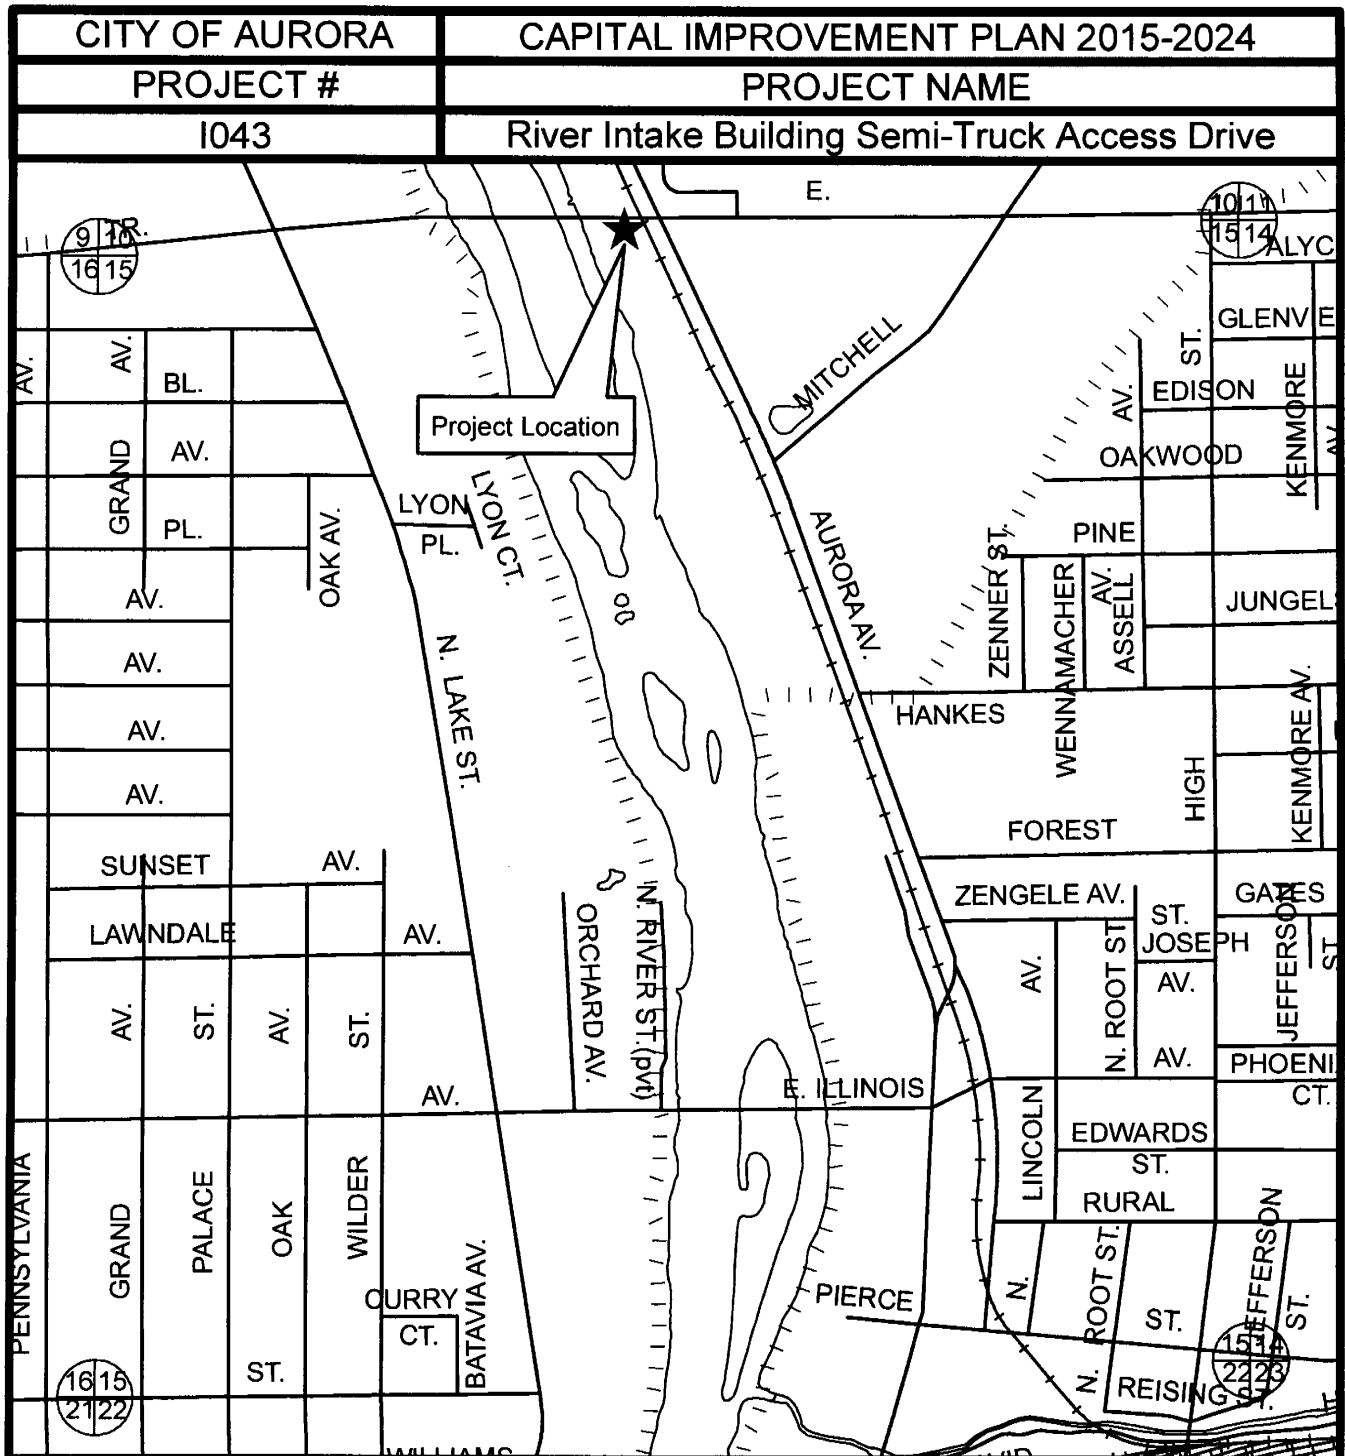 CITY OF AURORA
CAPITAL IMPROVEMENT PLAN 2015-2024
PROJECT #
PROJECT NAME
I043
River Intake Building Semi-Truck Access Drive
E.
TR.
9 10
16 15
10 11
15 14
ALYC
GLENVIE
ST.
AV.
AV.
BL.
MITCHELL
EDISON
AV.
KENMORE
AV.
Project Location
GRAND
AV.
OAKWOOD
LYON
PL.
LYON CT.
PL.
OAK AV.
AURORA AV.
PINE
ZENNER ST.
WENNAMACHER
AV.
ASSELL
JUNGELS
AV.
AV.
N. LAKE ST.
HANKES
KENMORE AV.
AV.
AV.
HIGH
FOREST
SUNSET
AV.
ZENGELE AV.
GATES
ST.
JOSEPH
LAWNDALE
AV.
ORCHARD AV.
N. RIVER ST.(pvt)
AV.
N. ROOT ST.
AV.
JEFFERSON
ST.
AV.
ST.
AV.
ST.
AV.
PHOENI
CT.
AV.
E. ILLINOIS
LINCOLN
EDWARDS
ST.
RURAL
PENNSYLVANIA
GRAND
PALACE
OAK
WILDER
BATAVIA AV.
CURRY
CT.
PIERCE
N.
ROOT ST.
N.
ST.
JEFFERSON
ST.
15 14
22 23
16 15
21 22
ST.
REISING ST.
WILLIAMS